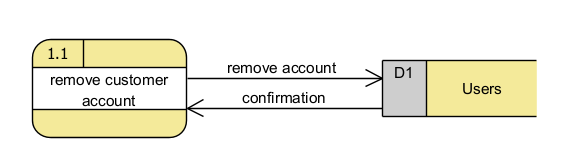 1.1
remove customer
account
remove account
confirmation
D1
Users